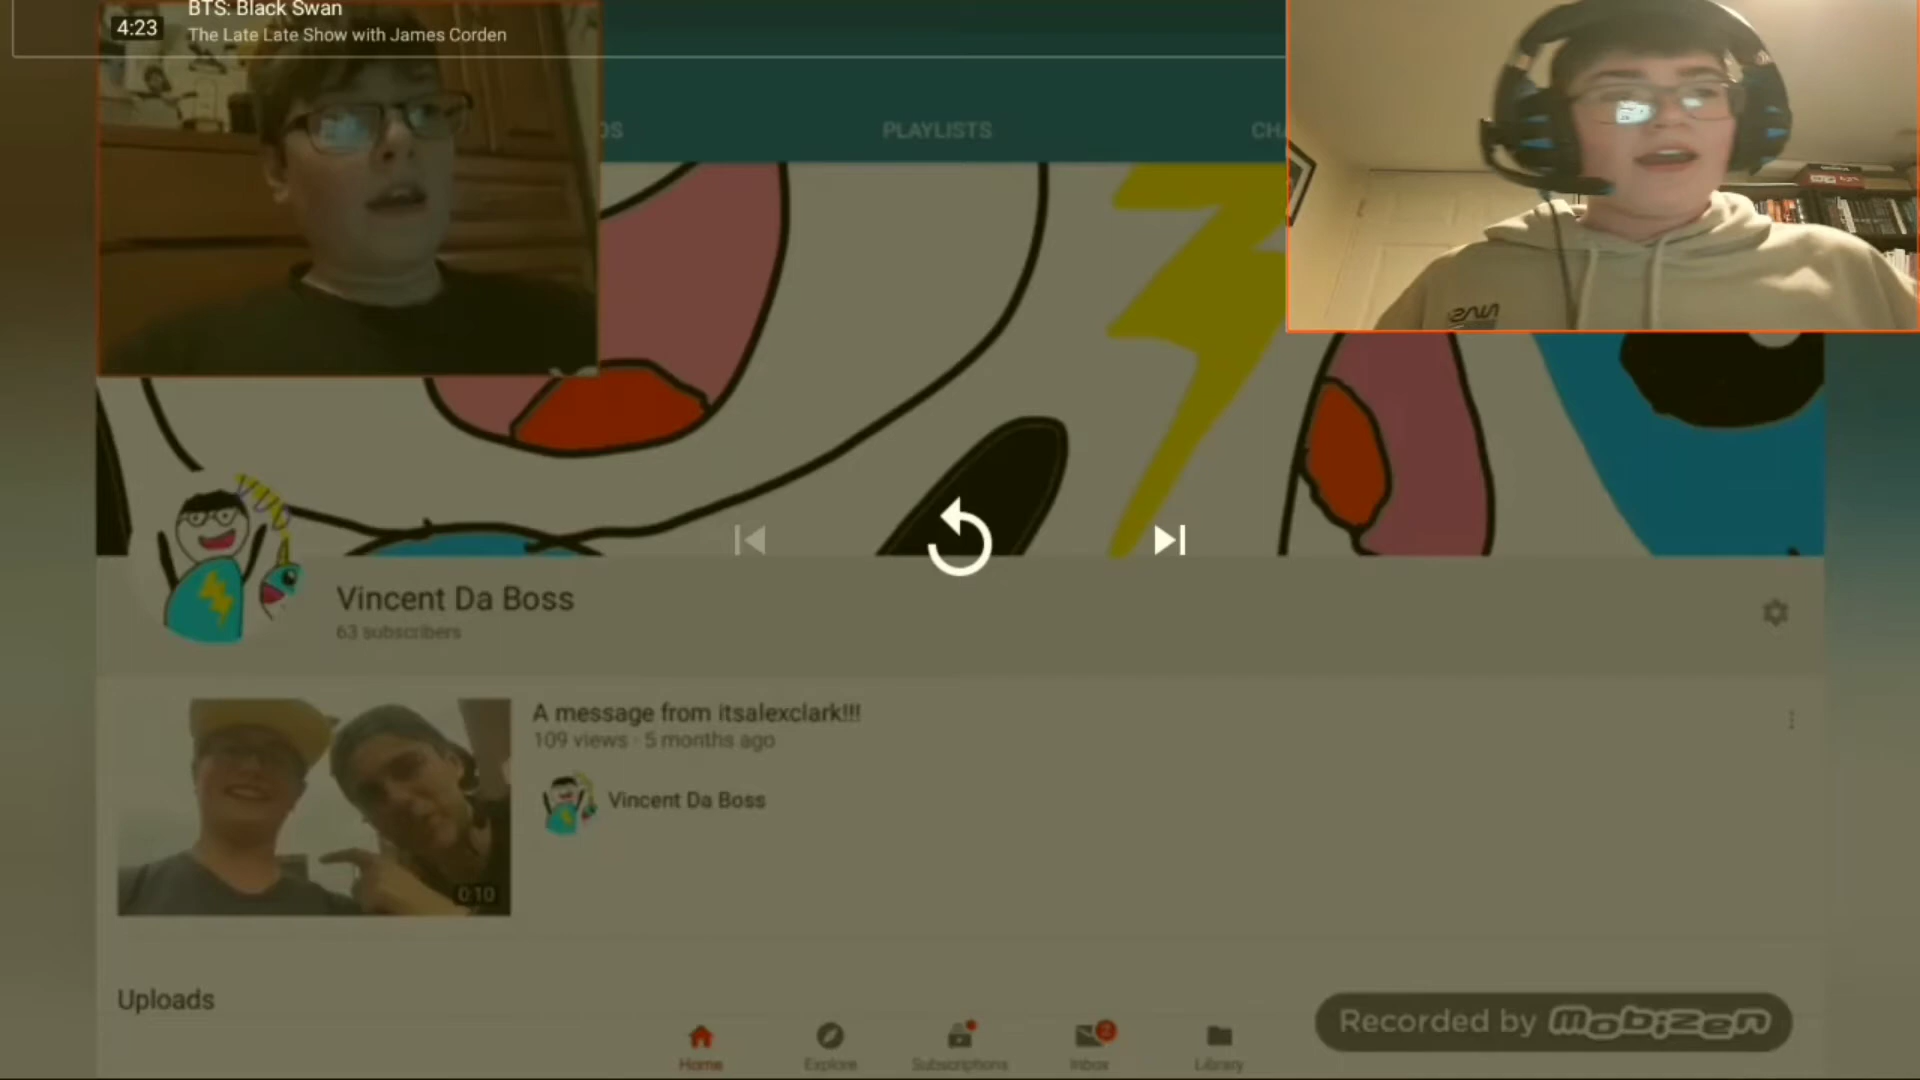 BTS: Black Swan
4:23
The Late Late Show with James Corden
PLAYLISTS
Vincent Da Boss
63 subscribers
A message from itsalexclark!!!
109 views · 5 months ago
Vincent Da Boss
0:10
Uploads
Recorded by mobizen
2
Home
Explore
Subscriptions
Inbox
Library